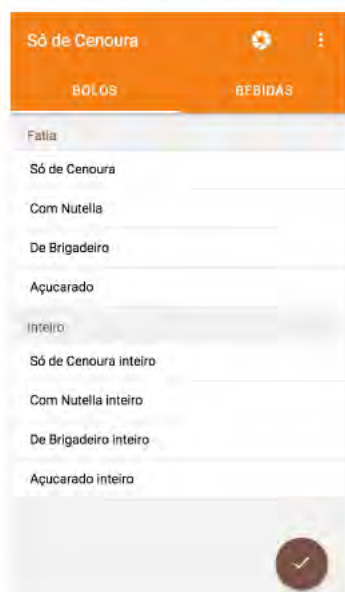 Só de Cenoura
BOLOS BEBIDAS
Fatia
Só de Cenoura
Com Nutella
De Brigadeiro
Açucarado
Inteiro
Só de Cenoura inteiro
Com Nutella inteiro
De Brigadeiro inteiro
Açucarado inteiro